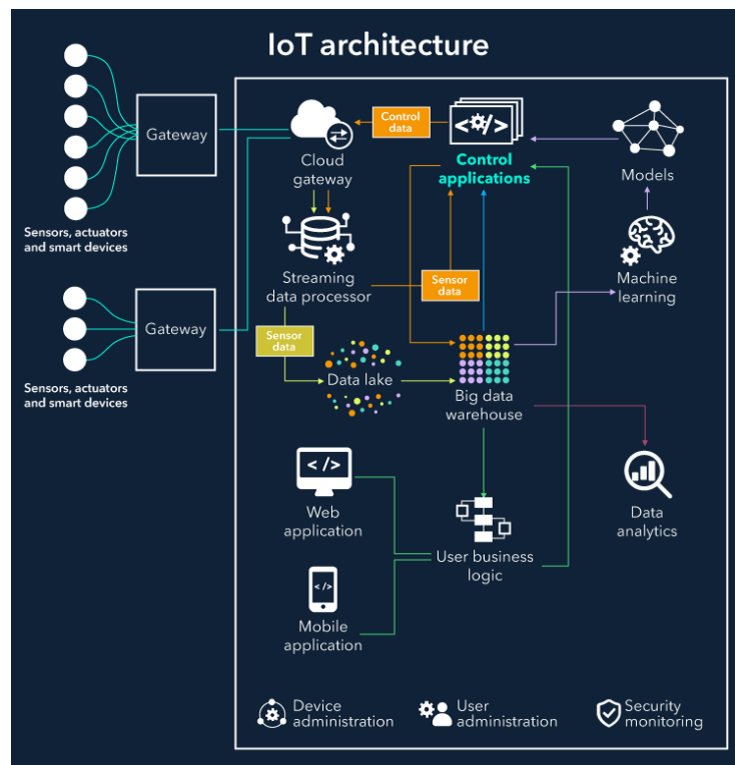 IoT architecture
Gateway
Sensors, actuators
and smart devices
Gateway
Sensors, actuators
and smart devices
Cloud
gateway
Control
data
</>
Control
applications
Models
Streaming
data processor
Sensor
data
Machine
learning
Sensor
data
Data lake
Big data
warehouse
</>
Web
application
User business
logic
Data
analytics
</>
Mobile
application
Device
administration
User
administration
Security
monitoring